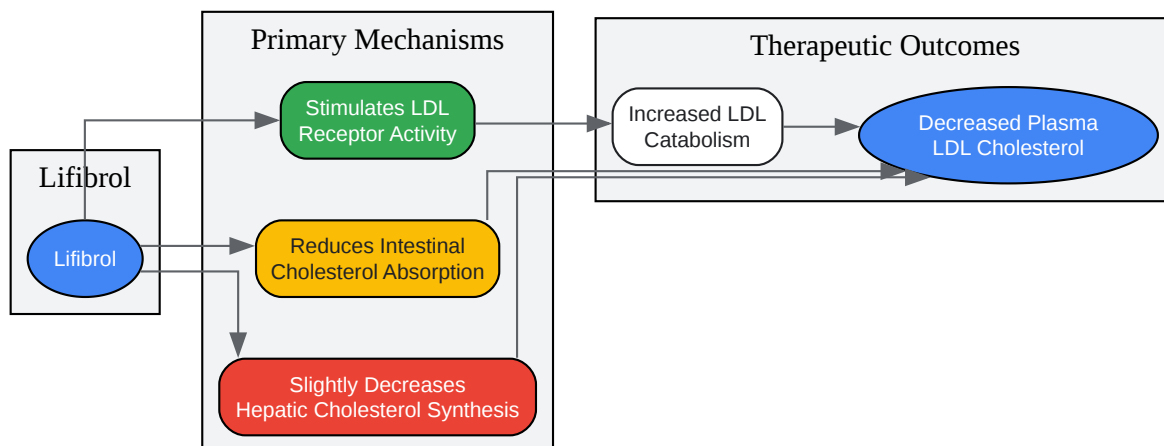 Lifibrol
Lifibrol
Primary Mechanisms
Stimulates LDL
Receptor Activity
Reduces Intestinal
Cholesterol Absorption
Slightly Decreases
Hepatic Cholesterol Synthesis
Therapeutic Outcomes
Increased LDL
Catabolism
Decreased Plasma
LDL Cholesterol